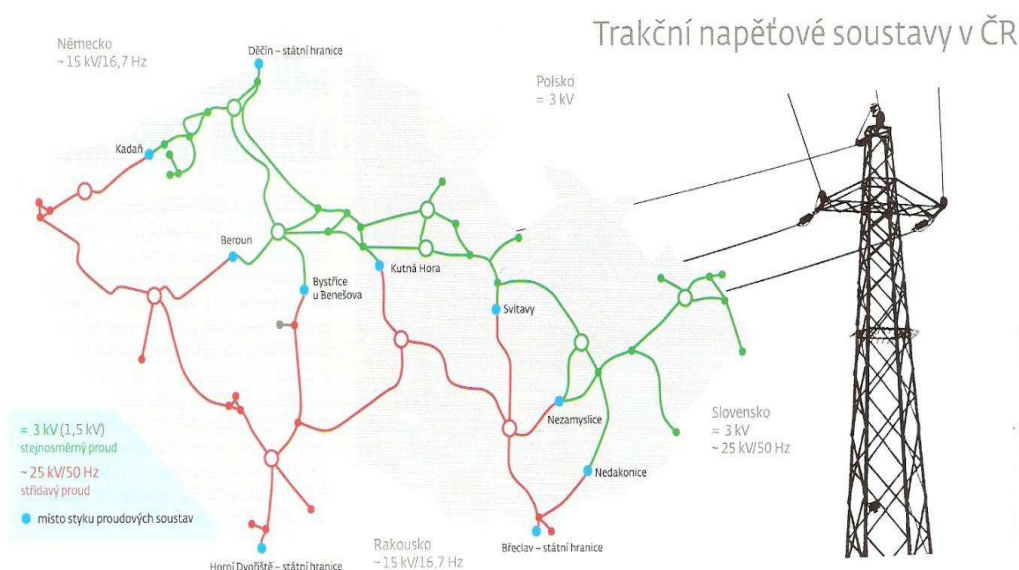 Trakční napěťové soustavy v ČR
Německo
~15 kV/16,7 Hz
Děčín – státní hranice
Polsko
= 3 kV
Kadaň
Beroun
Bystřice
u Benešova
Kutná Hora
Svitavy
Nezamyslice
Nedakonice
Slovensko
= 3 kV
~ 25 kV/50 Hz
= 3 kV (1,5 kV)
stejnosměrný proud
~ 25 kV/50 Hz
střídavý proud
místo styku proudových soustav
Břeclav – státní hranice
Rakousko
~ 15 kV/16,7 Hz
Horní Dvořiště – státní hranice